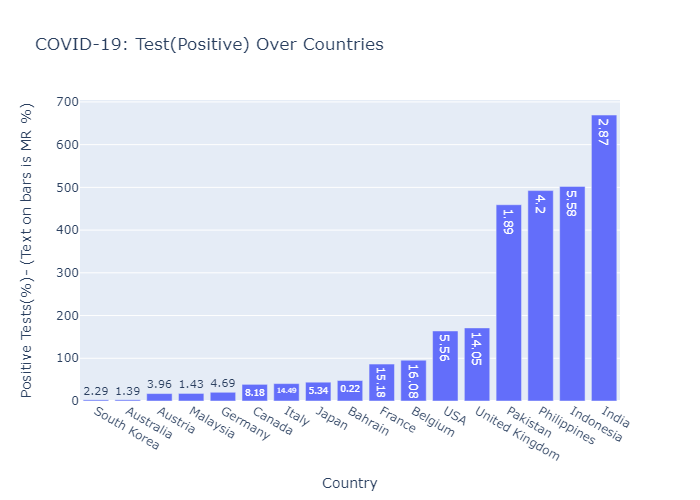 COVID-19: Test(Positive) Over Countries
Positive Tests(%)- (Text on bars is MR %)
700
600
500
400
300
200
100
0
2.29
1.39
3.96
1.43
4.69
8.18
14.49
5.34
0.22
15.18
16.08
5.56
14.05
1.89
4.2
5.58
2.87
South Korea
Australia
Austria
Malaysia
Germany
Canada
Italy
Japan
Bahrain
France
Belgium
USA
United Kingdom
Pakistan
Philippines
Indonesia
India
Country